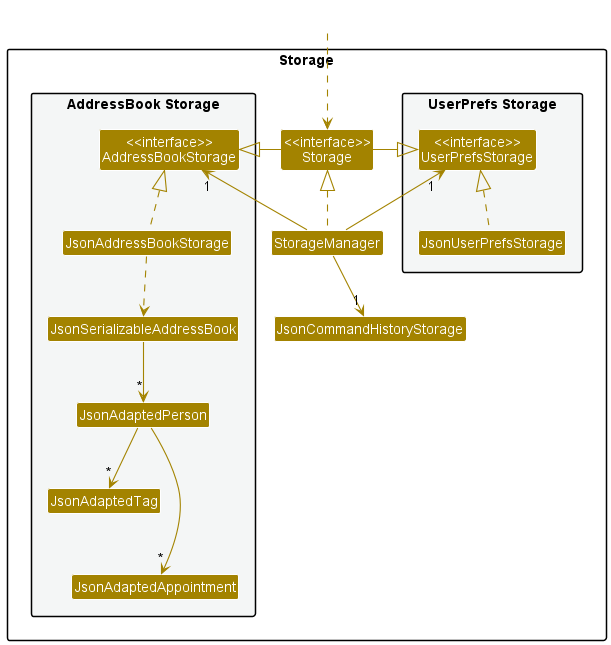 Storage
AddressBook Storage
UserPrefs Storage
<<interface>>
AddressBookStorage
<<interface>>
Storage
<<interface>>
UserPrefsStorage
1
1
JsonAddressBookStorage
StorageManager
JsonUserPrefsStorage
1
JsonSerializableAddressBook
JsonCommandHistoryStorage
*
JsonAdaptedPerson
*
JsonAdaptedTag
*
JsonAdaptedAppointment